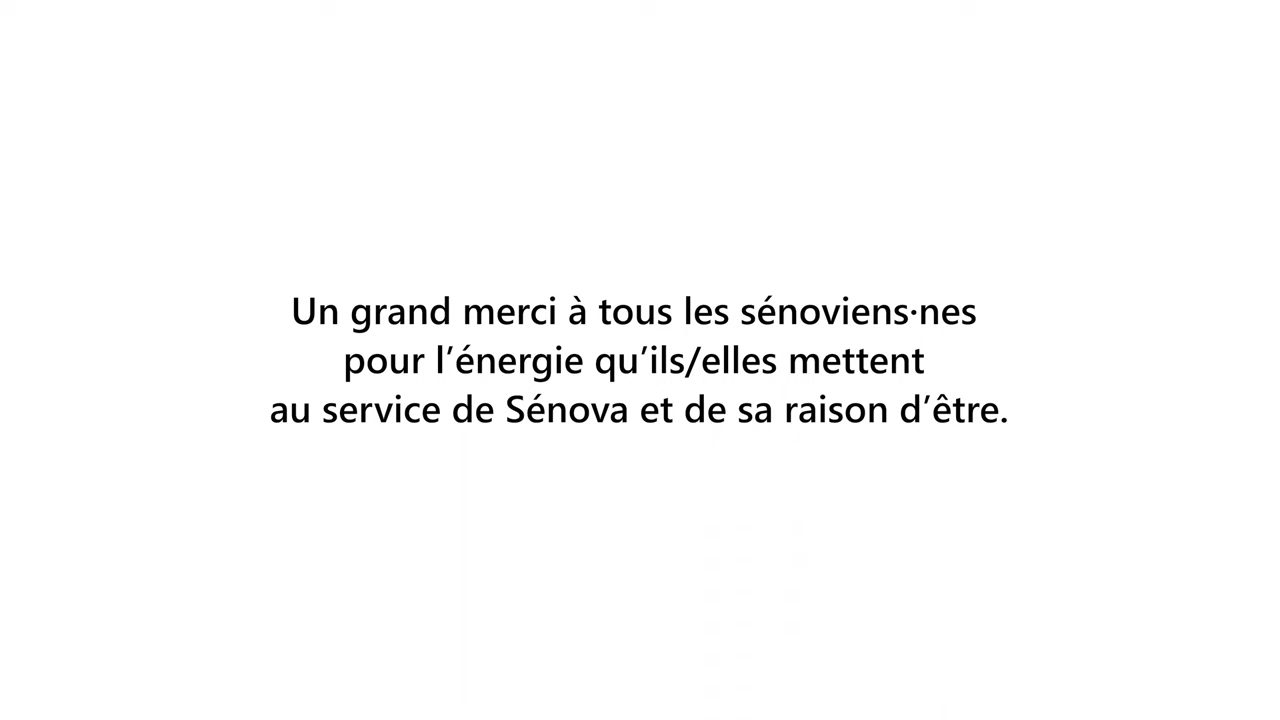 Un grand merci à tous les sénoviens·nes
pour l’énergie qu’ils/elles mettent
au service de Sénova et de sa raison d’être.